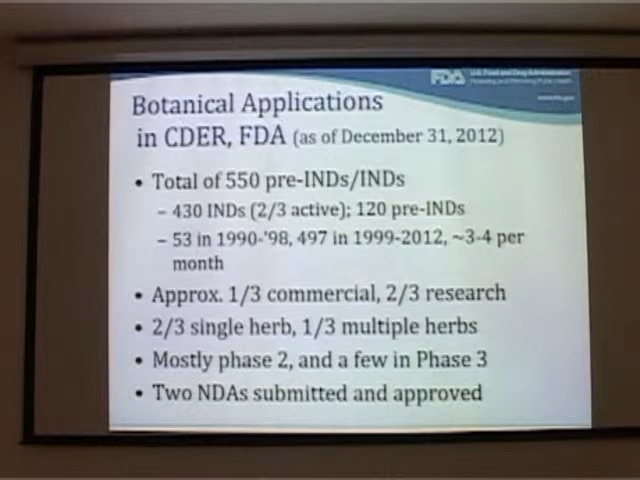 FDA U.S. Food and Drug Administration
Protecting and Promoting Public Health
www.fda.gov
Botanical Applications
in CDER, FDA (as of December 31, 2012)
• Total of 550 pre-INDs/INDs
– 430 INDs (2/3 active); 120 pre-INDs
– 53 in 1990-'98, 497 in 1999-2012, ~3-4 per
month
• Approx. 1/3 commercial, 2/3 research
• 2/3 single herb, 1/3 multiple herbs
• Mostly phase 2, and a few in Phase 3
• Two NDAs submitted and approved